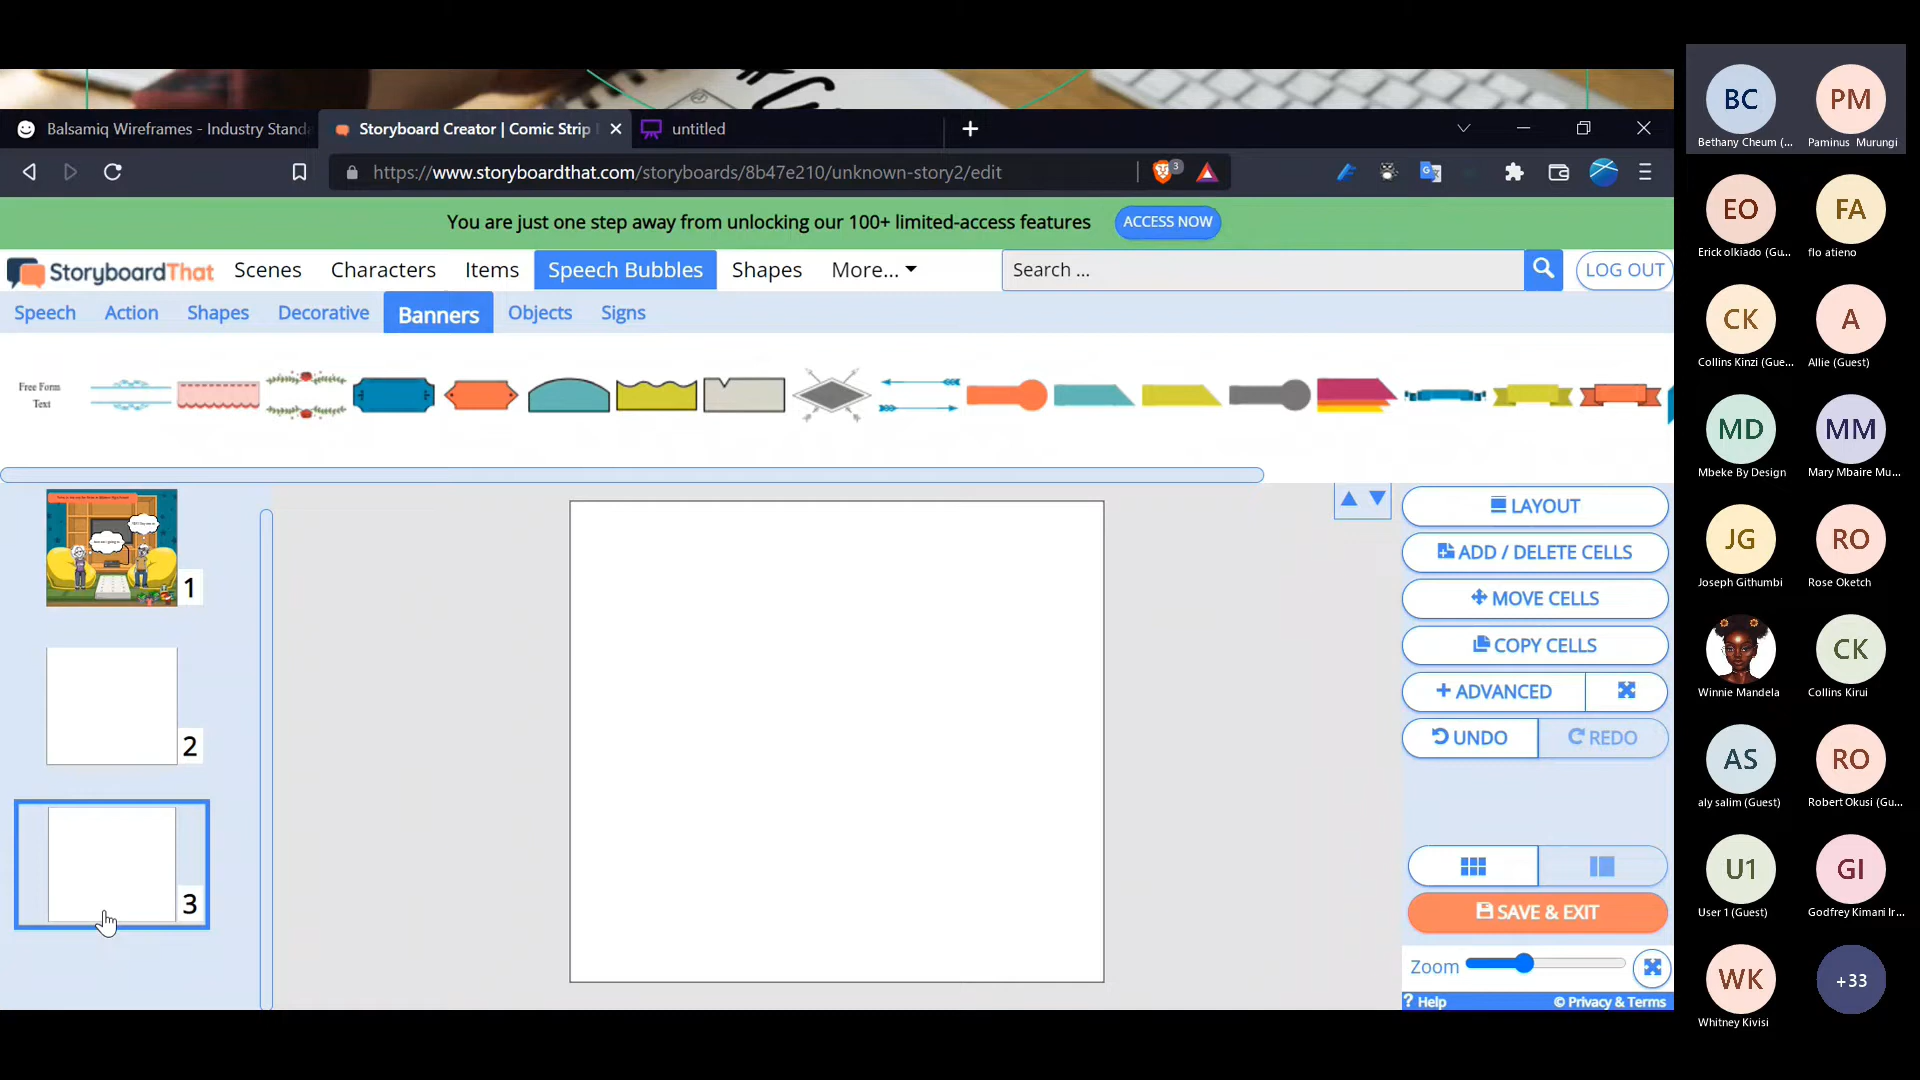 Balsamiq Wireframes - Industry Standa
Storyboard Creator | Comic Strip
untitled
https://www.storyboardthat.com/storyboards/8b47e210/unknown-story2/edit
3
You are just one step away from unlocking our 100+ limited-access features
ACCESS NOW
StoryboardThat
Scenes
Characters
Items
Speech Bubbles
Shapes
More...
Search ...
LOG OUT
Speech
Action
Shapes
Decorative
Banners
Objects
Signs
Free Form
Text
1
2
3
LAYOUT
ADD / DELETE CELLS
MOVE CELLS
COPY CELLS
+ ADVANCED
UNDO
REDO
SAVE & EXIT
Zoom
? Help
© Privacy & Terms
BC
PM
Bethany Cheum (...
Paminus Murungi
EO
FA
Erick olkiado (Gu...
flo atieno
CK
A
Collins Kinzi (Gue...
Allie (Guest)
MD
MM
Mbeke By Design
Mary Mbaire Mu...
JG
RO
Joseph Githumbi
Rose Oketch
CK
Winnie Mandela
Collins Kirui
AS
RO
aly salim (Guest)
Robert Okusi (Gu...
U1
GI
User 1 (Guest)
Godfrey Kimani Ir...
WK
+33
Whitney Kivisi